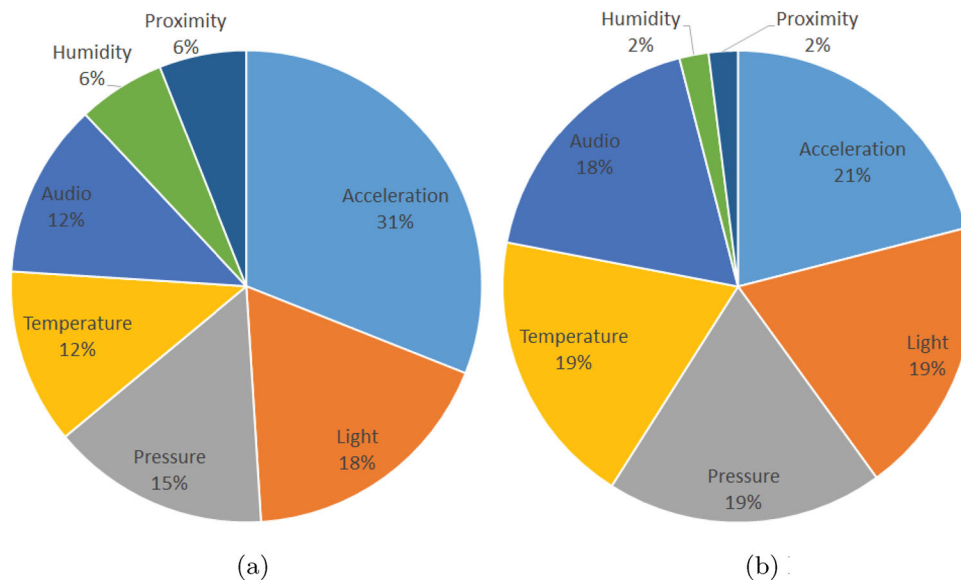 Proximity
6%
Humidity
6%
Acceleration
31%
Audio
12%
Temperature
12%
Light
18%
Pressure
15%
(a)
Humidity
2%
Proximity
2%
Audio
18%
Acceleration
21%
Temperature
19%
Light
19%
Pressure
19%
(b)